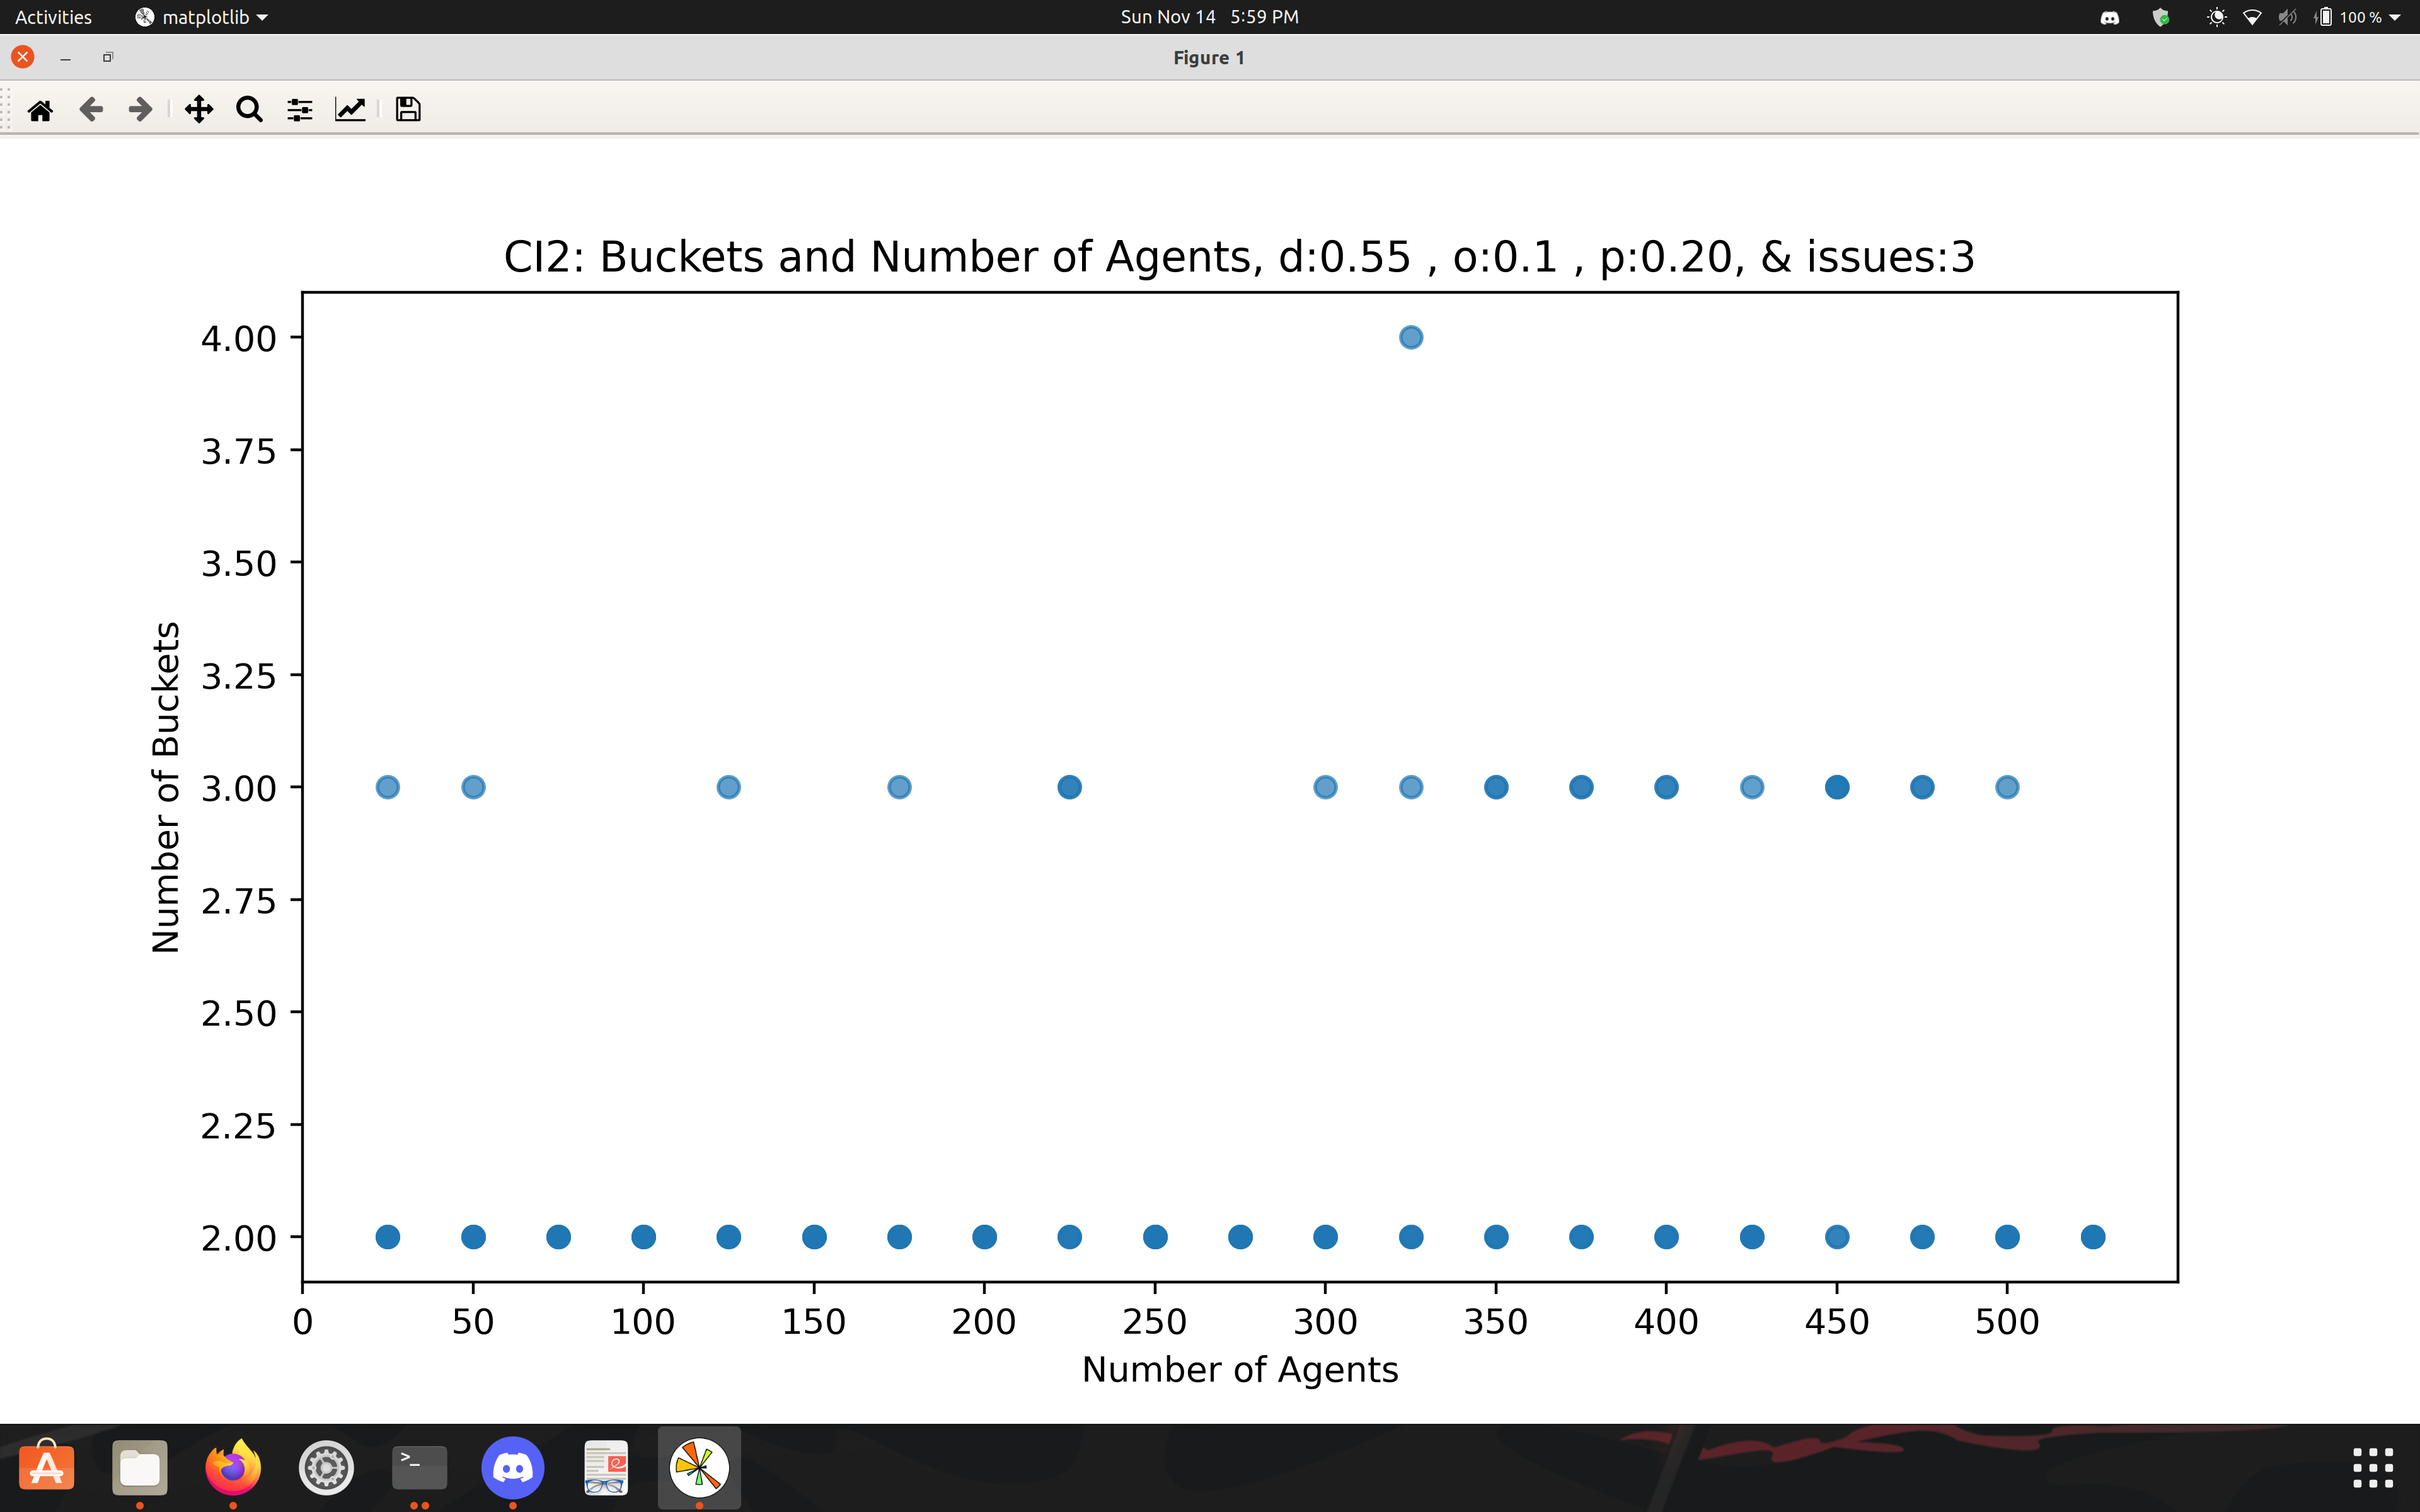 Activities matplotlib Sun Nov 14 5:59 PM 100 %
Figure 1
CI2: Buckets and Number of Agents, d:0.55 , o:0.1 , p:0.20, & issues:3
4.00
3.75
3.50
3.25
3.00
2.75
2.50
2.25
2.00
Number of Buckets
0 50 100 150 200 250 300 350 400 450 500
Number of Agents
>_